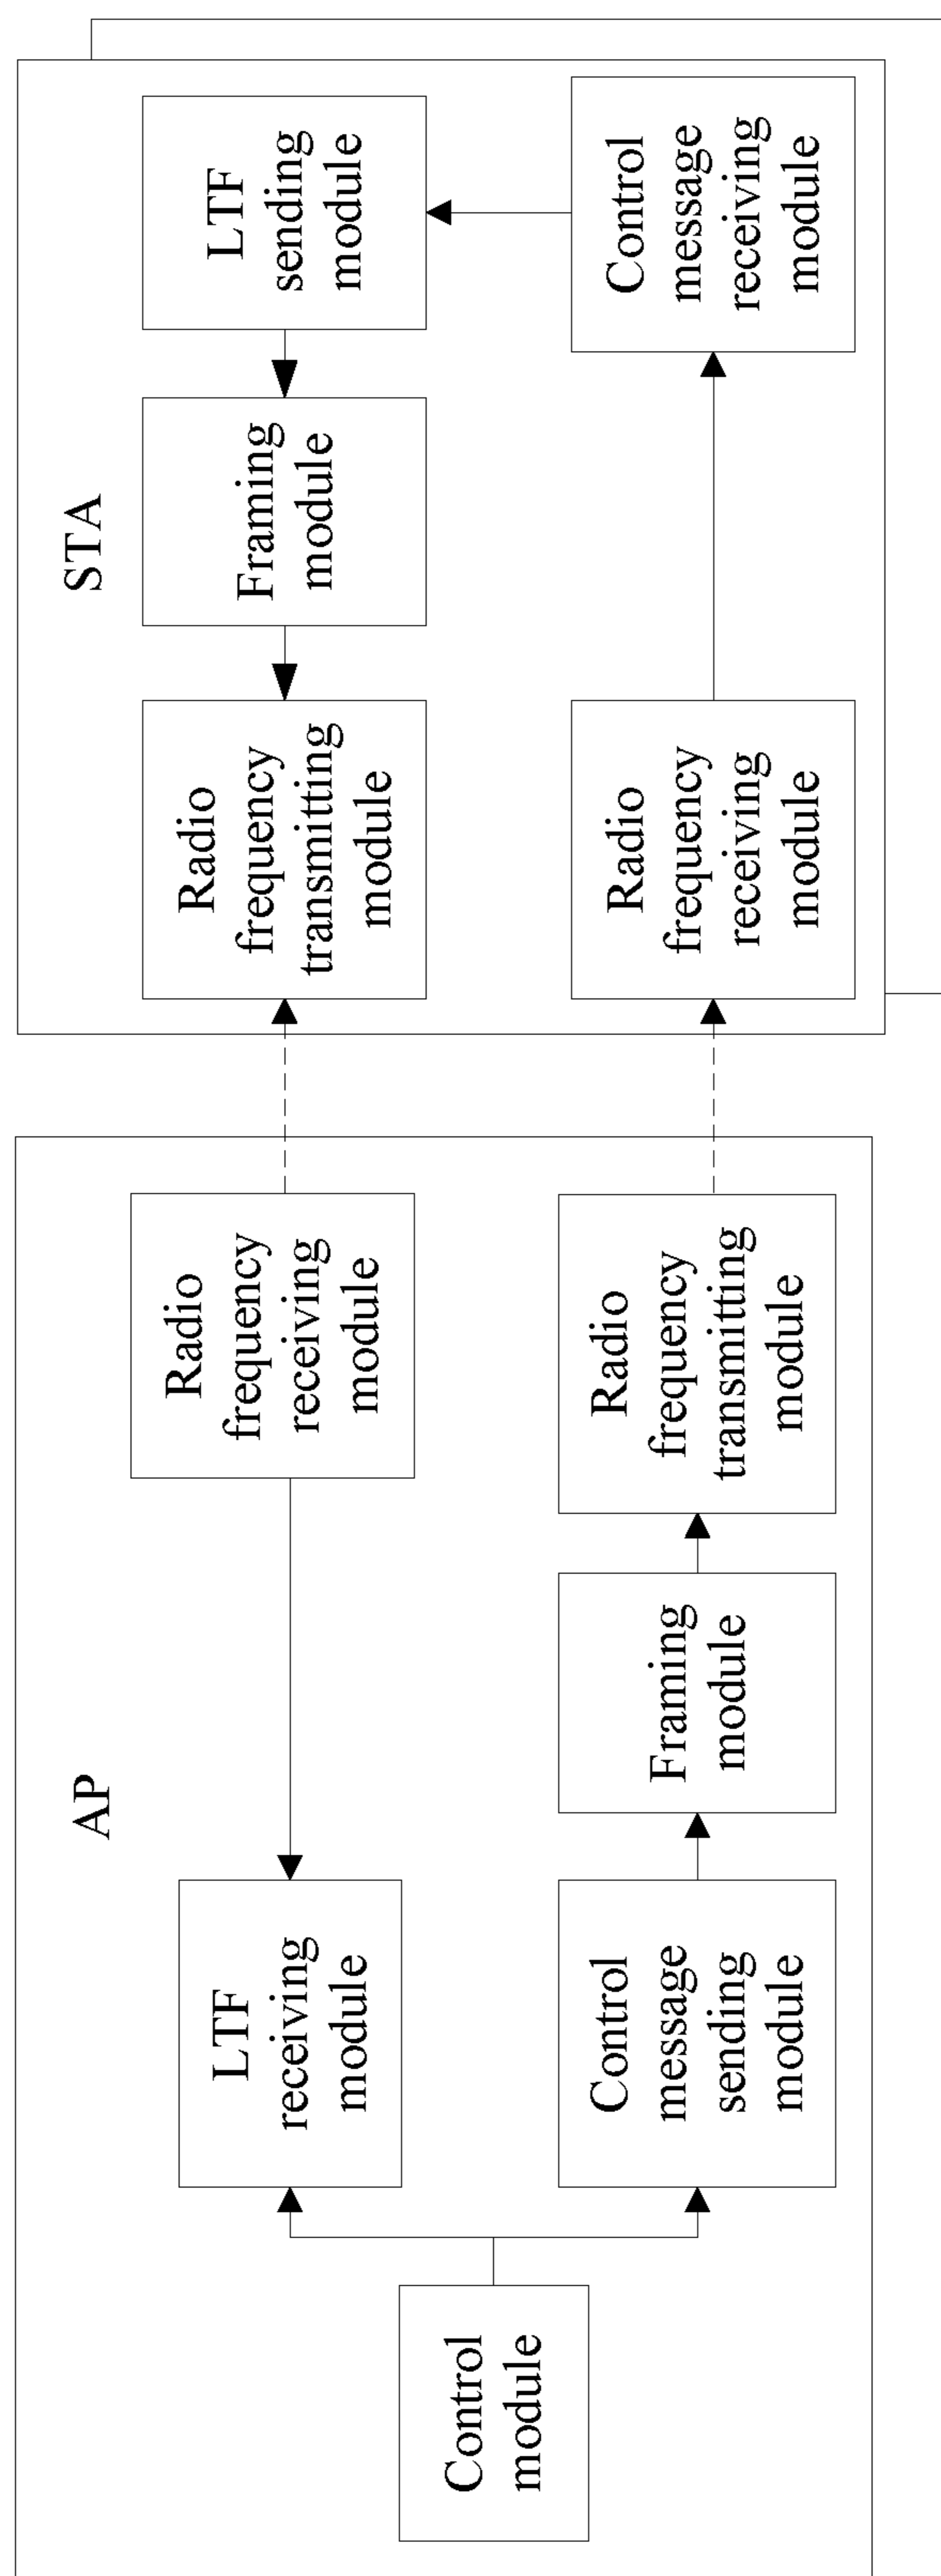 AP
Control
module
LTF
receiving
module
Radio
frequency
receiving
module
Control
message
sending
module
Framing
module
Radio
frequency
transmitting
module
STA
Radio
frequency
transmitting
module
Framing
module
LTF
sending
module
Radio
frequency
receiving
module
Control
message
receiving
module